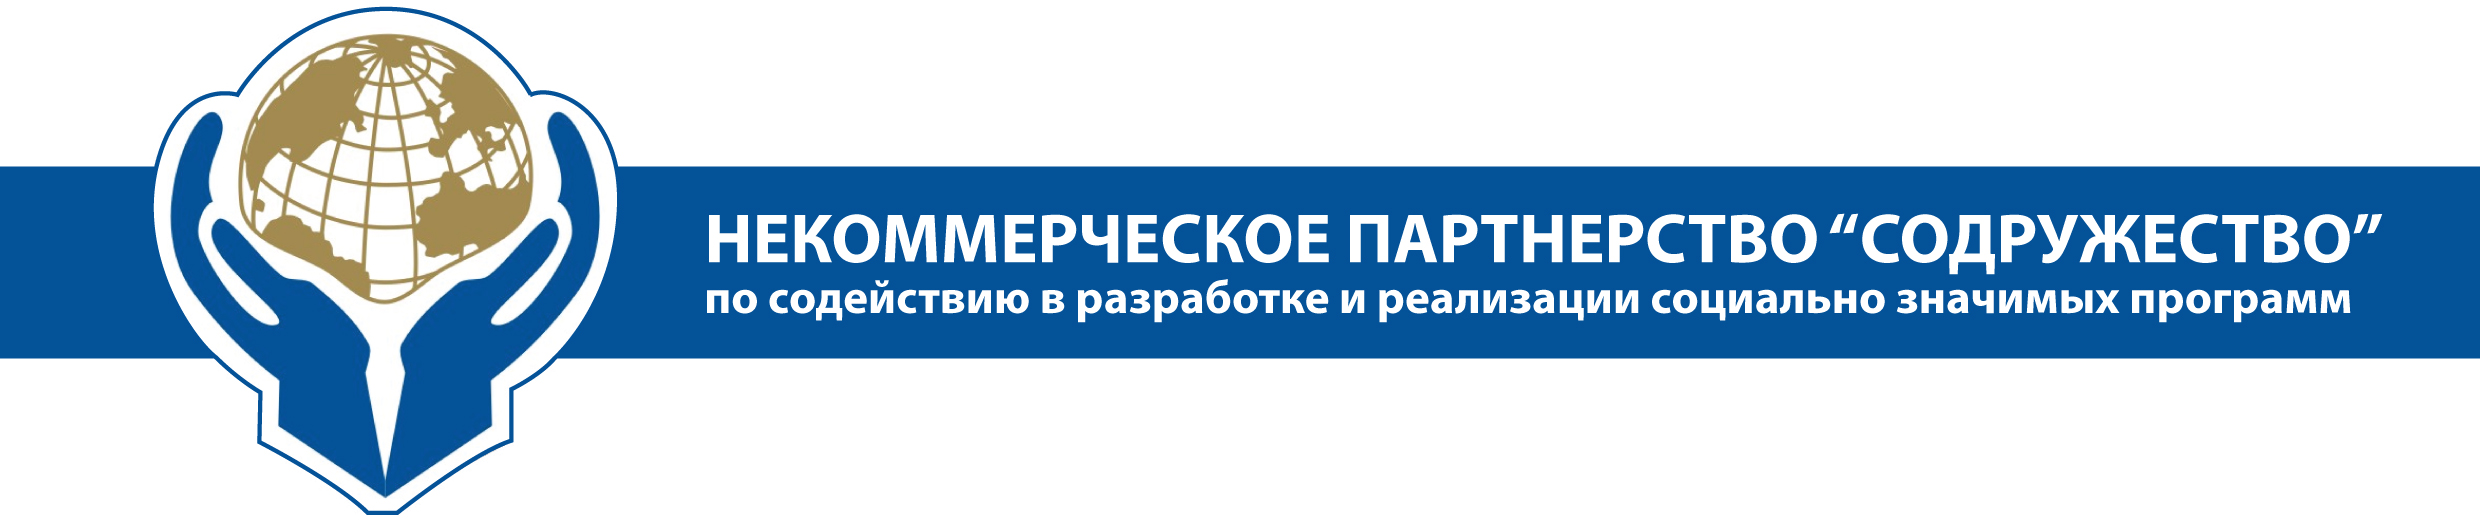 НЕКОММЕРЧЕСКОЕ ПАРТНЕРСТВО “СОДРУЖЕСТВО”
по содействию в разработке и реализации социально значимых программ